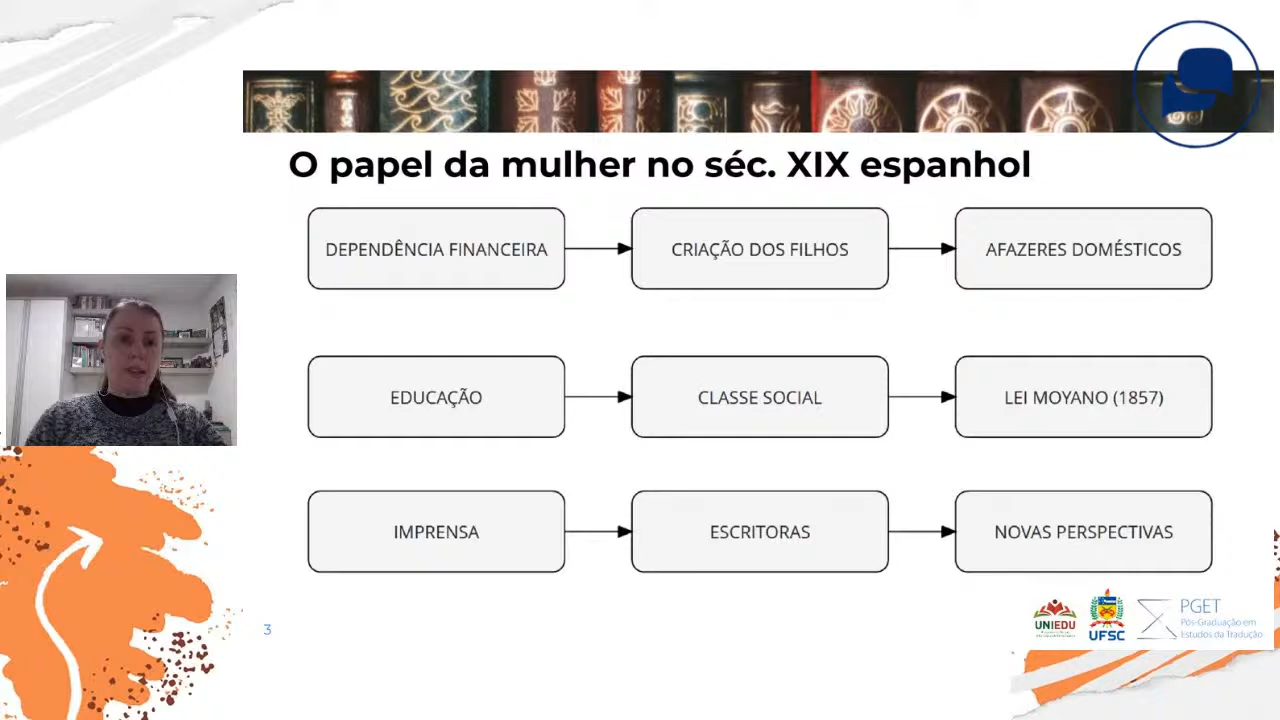 O papel da mulher no séc. XIX espanhol
DEPENDÊNCIA FINANCEIRA
CRIAÇÃO DOS FILHOS
AFAZERES DOMÉSTICOS
EDUCAÇÃO
CLASSE SOCIAL
LEI MOYANO (1857)
IMPRENSA
ESCRITORAS
NOVAS PERSPECTIVAS
3
UNIEDU
UFSC
PGET
Pós-Graduação em
Estudos da Tradução